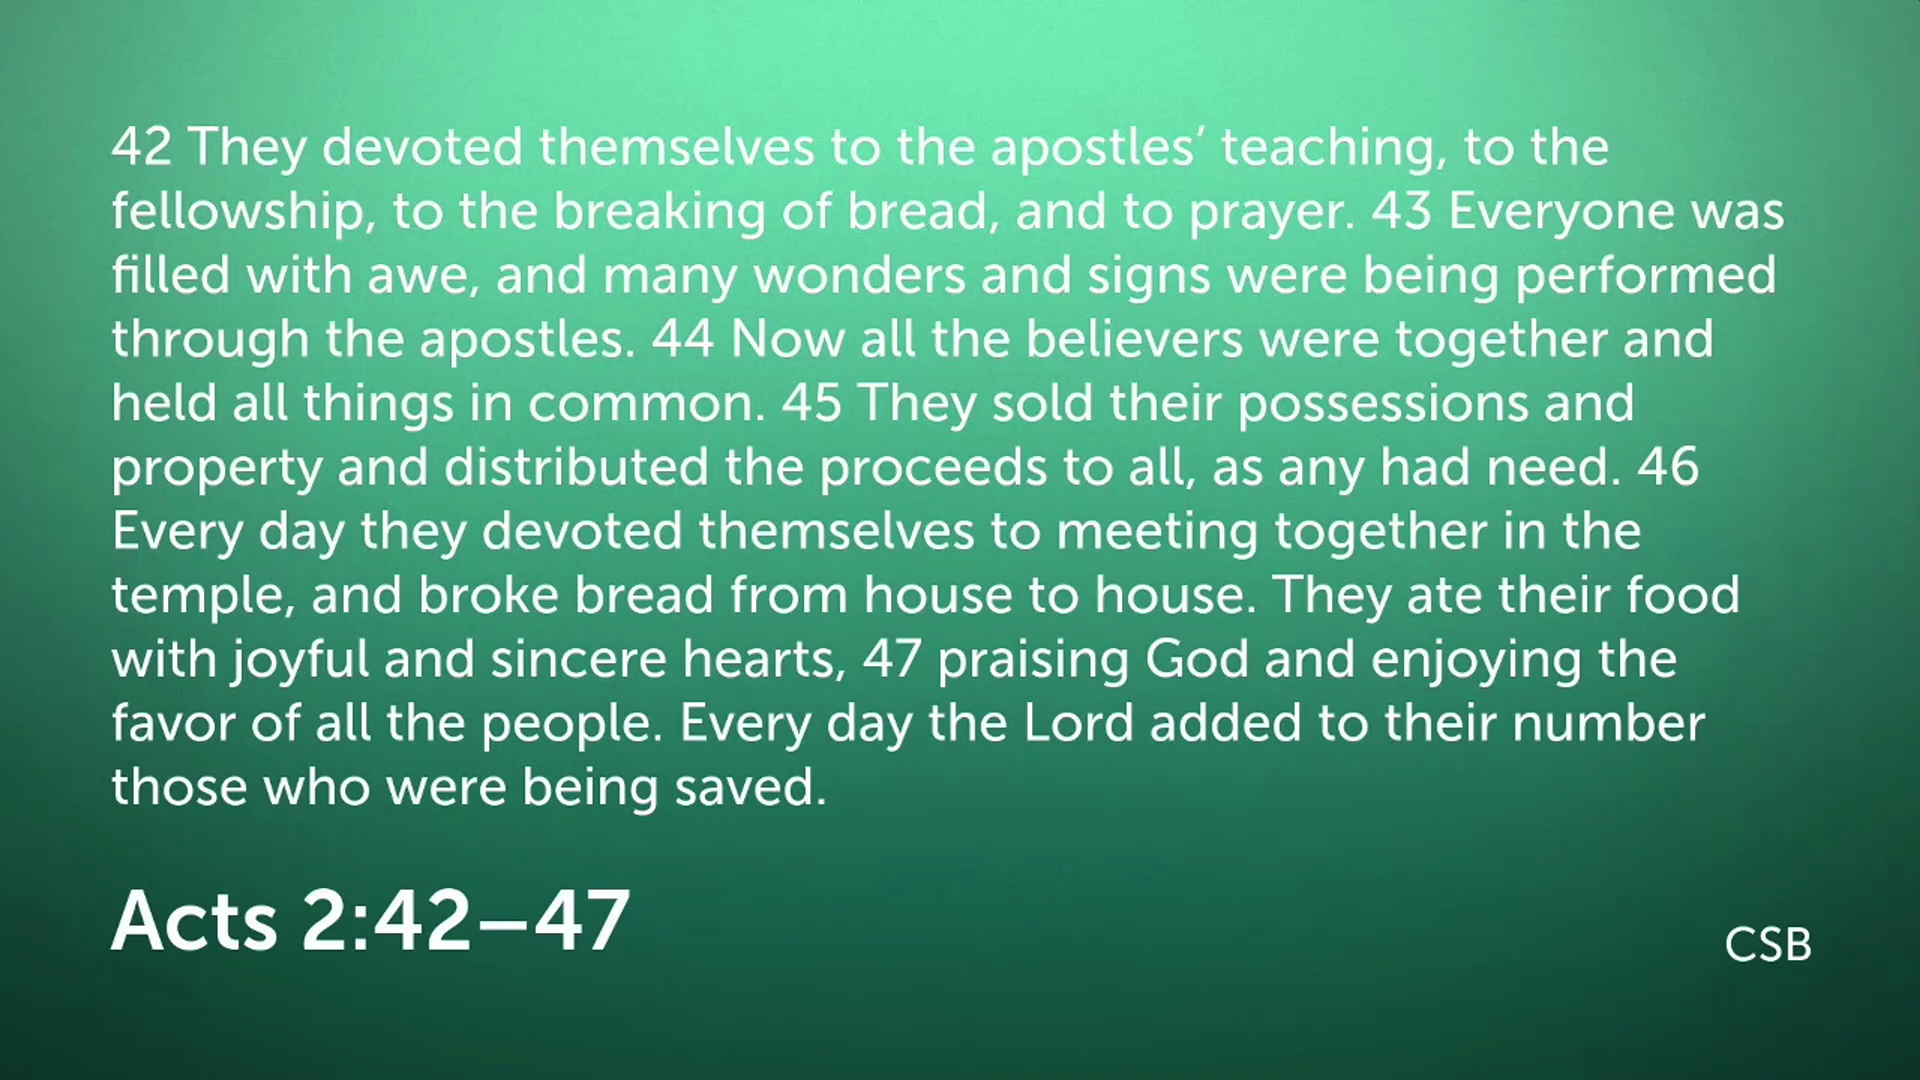 42 They devoted themselves to the apostles’ teaching, to the
fellowship, to the breaking of bread, and to prayer. 43 Everyone was
filled with awe, and many wonders and signs were being performed
through the apostles. 44 Now all the believers were together and
held all things in common. 45 They sold their possessions and
property and distributed the proceeds to all, as any had need. 46
Every day they devoted themselves to meeting together in the
temple, and broke bread from house to house. They ate their food
with joyful and sincere hearts, 47 praising God and enjoying the
favor of all the people. Every day the Lord added to their number
those who were being saved.
Acts 2:42–47
CSB